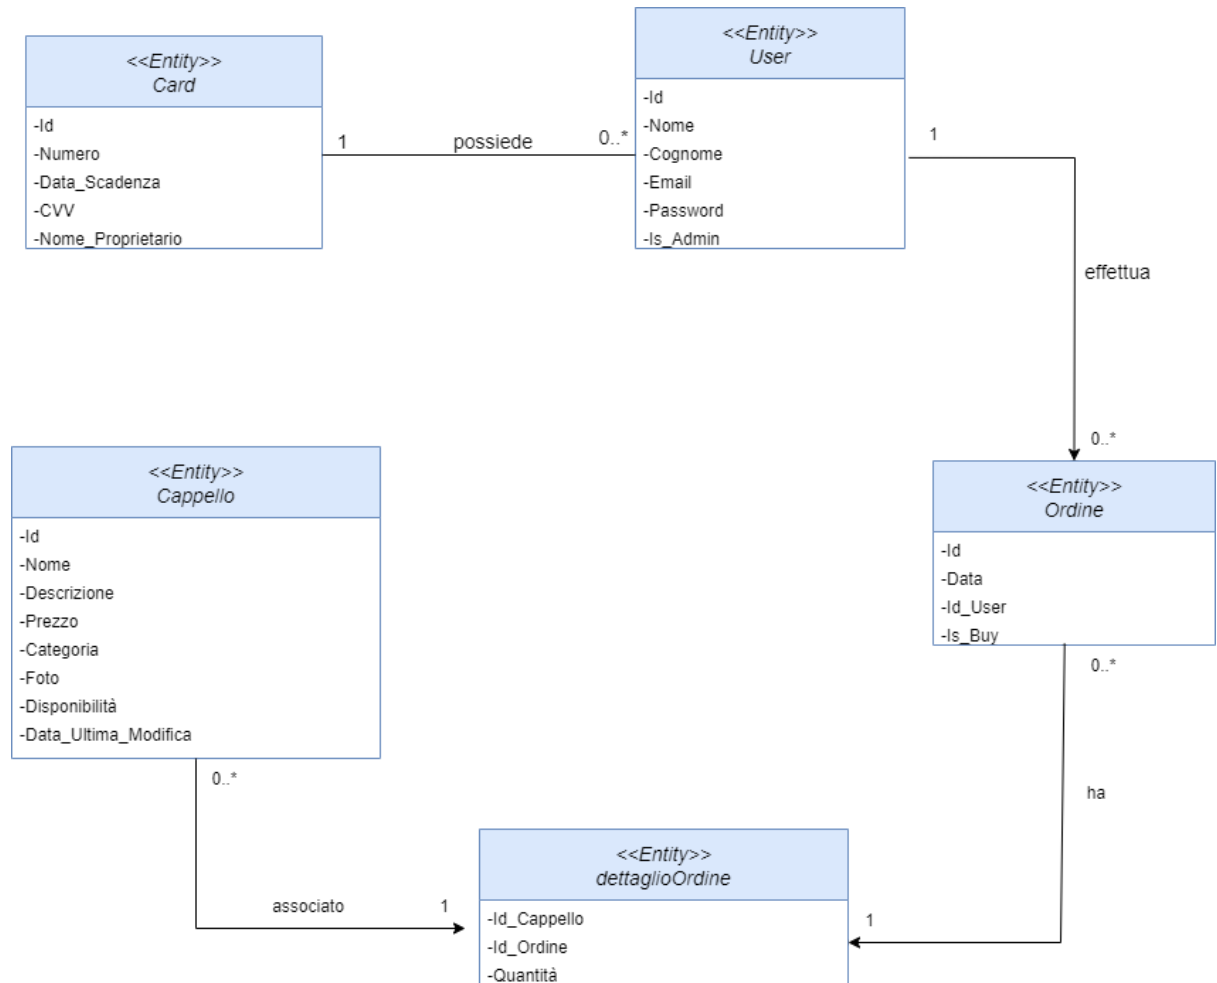 <<Entity>>
Card
-Id
-Numero
-Data_Scadenza
-CVV
-Nome_Proprietario
1
possiede
0..*
<<Entity>>
User
-Id
-Nome
-Cognome
-Email
-Password
-Is_Admin
1
effettua
0..*
<<Entity>>
Cappello
-Id
-Nome
-Descrizione
-Prezzo
-Categoria
-Foto
-Disponibilità
-Data_Ultima_Modifica
0..*
associato
1
<<Entity>>
Ordine
-Id
-Data
-Id_User
-Is_Buy
0..*
ha
1
<<Entity>>
dettaglioOrdine
-Id_Cappello
-Id_Ordine
-Quantità